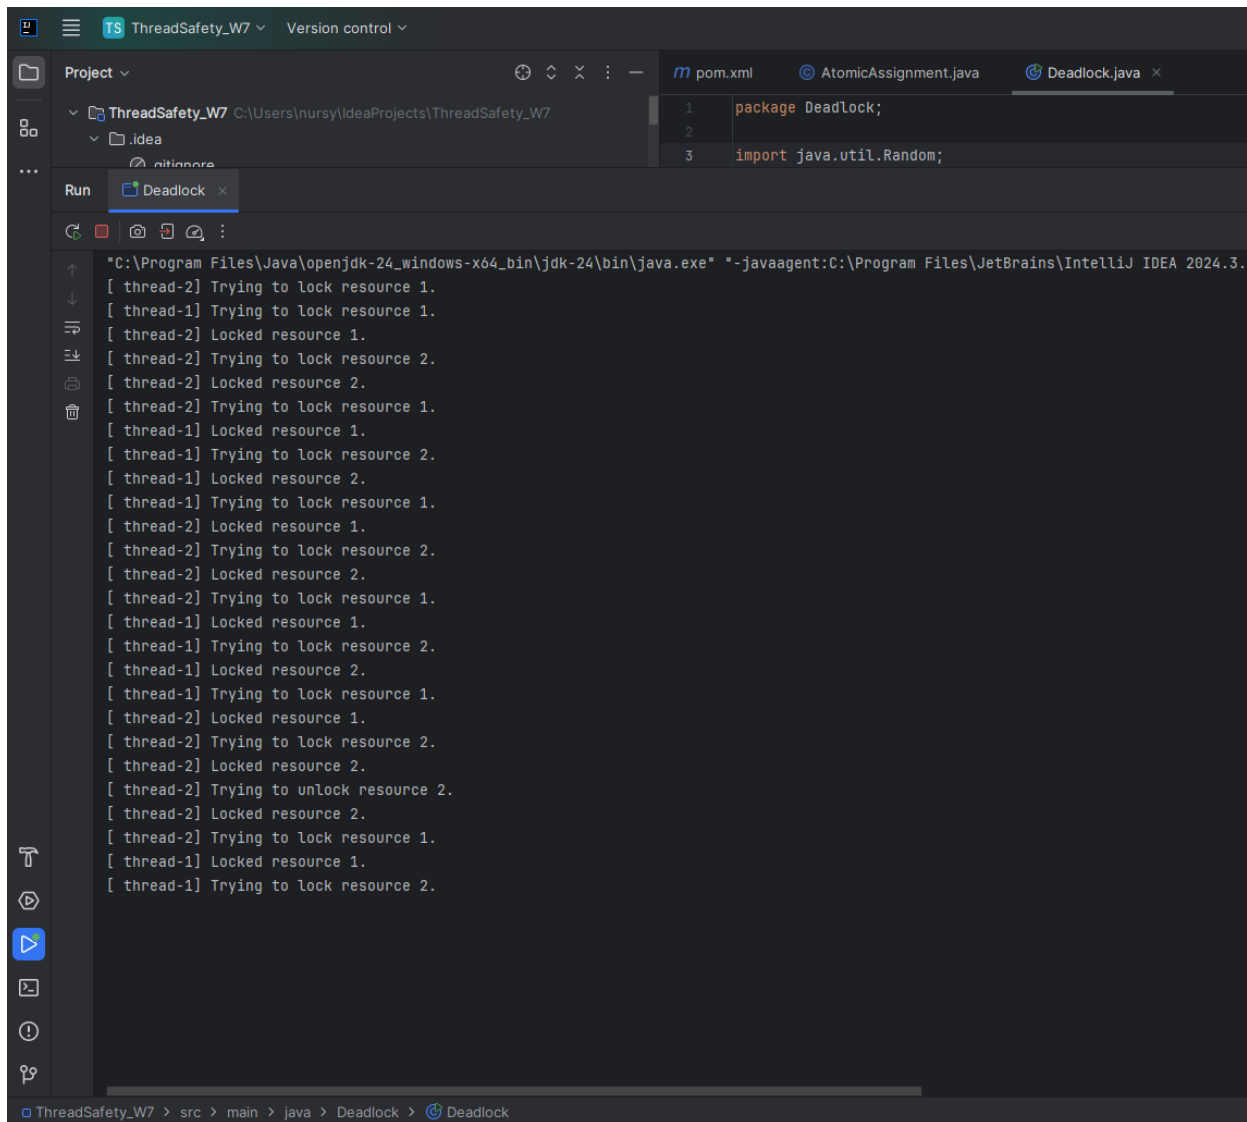 TS ThreadSafety_W7 Version control
Project
m pom.xml AtomicAssignment.java Deadlock.java
ThreadSafety_W7 C:\Users\nursy\IdeaProjects\ThreadSafety_W7
.idea
.gitignore
1 package Deadlock;
2
3 import java.util.Random;
Run Deadlock
"C:\Program Files\Java\openjdk-24_windows-x64_bin\jdk-24\bin\java.exe" "-javaagent:C:\Program Files\JetBrains\IntelliJ IDEA 2024.3.
[ thread-2] Trying to lock resource 1.
[ thread-1] Trying to lock resource 1.
[ thread-2] Locked resource 1.
[ thread-2] Trying to lock resource 2.
[ thread-2] Locked resource 2.
[ thread-2] Trying to lock resource 1.
[ thread-1] Locked resource 1.
[ thread-1] Trying to lock resource 2.
[ thread-1] Locked resource 2.
[ thread-1] Trying to lock resource 1.
[ thread-2] Locked resource 1.
[ thread-2] Trying to lock resource 2.
[ thread-2] Locked resource 2.
[ thread-2] Trying to lock resource 1.
[ thread-1] Locked resource 1.
[ thread-1] Trying to lock resource 2.
[ thread-1] Locked resource 2.
[ thread-1] Trying to lock resource 1.
[ thread-2] Locked resource 1.
[ thread-2] Trying to lock resource 2.
[ thread-2] Locked resource 2.
[ thread-2] Trying to unlock resource 2.
[ thread-2] Locked resource 2.
[ thread-2] Trying to lock resource 1.
[ thread-1] Locked resource 1.
[ thread-1] Trying to lock resource 2.
ThreadSafety_W7 > src > main > java > Deadlock > Deadlock